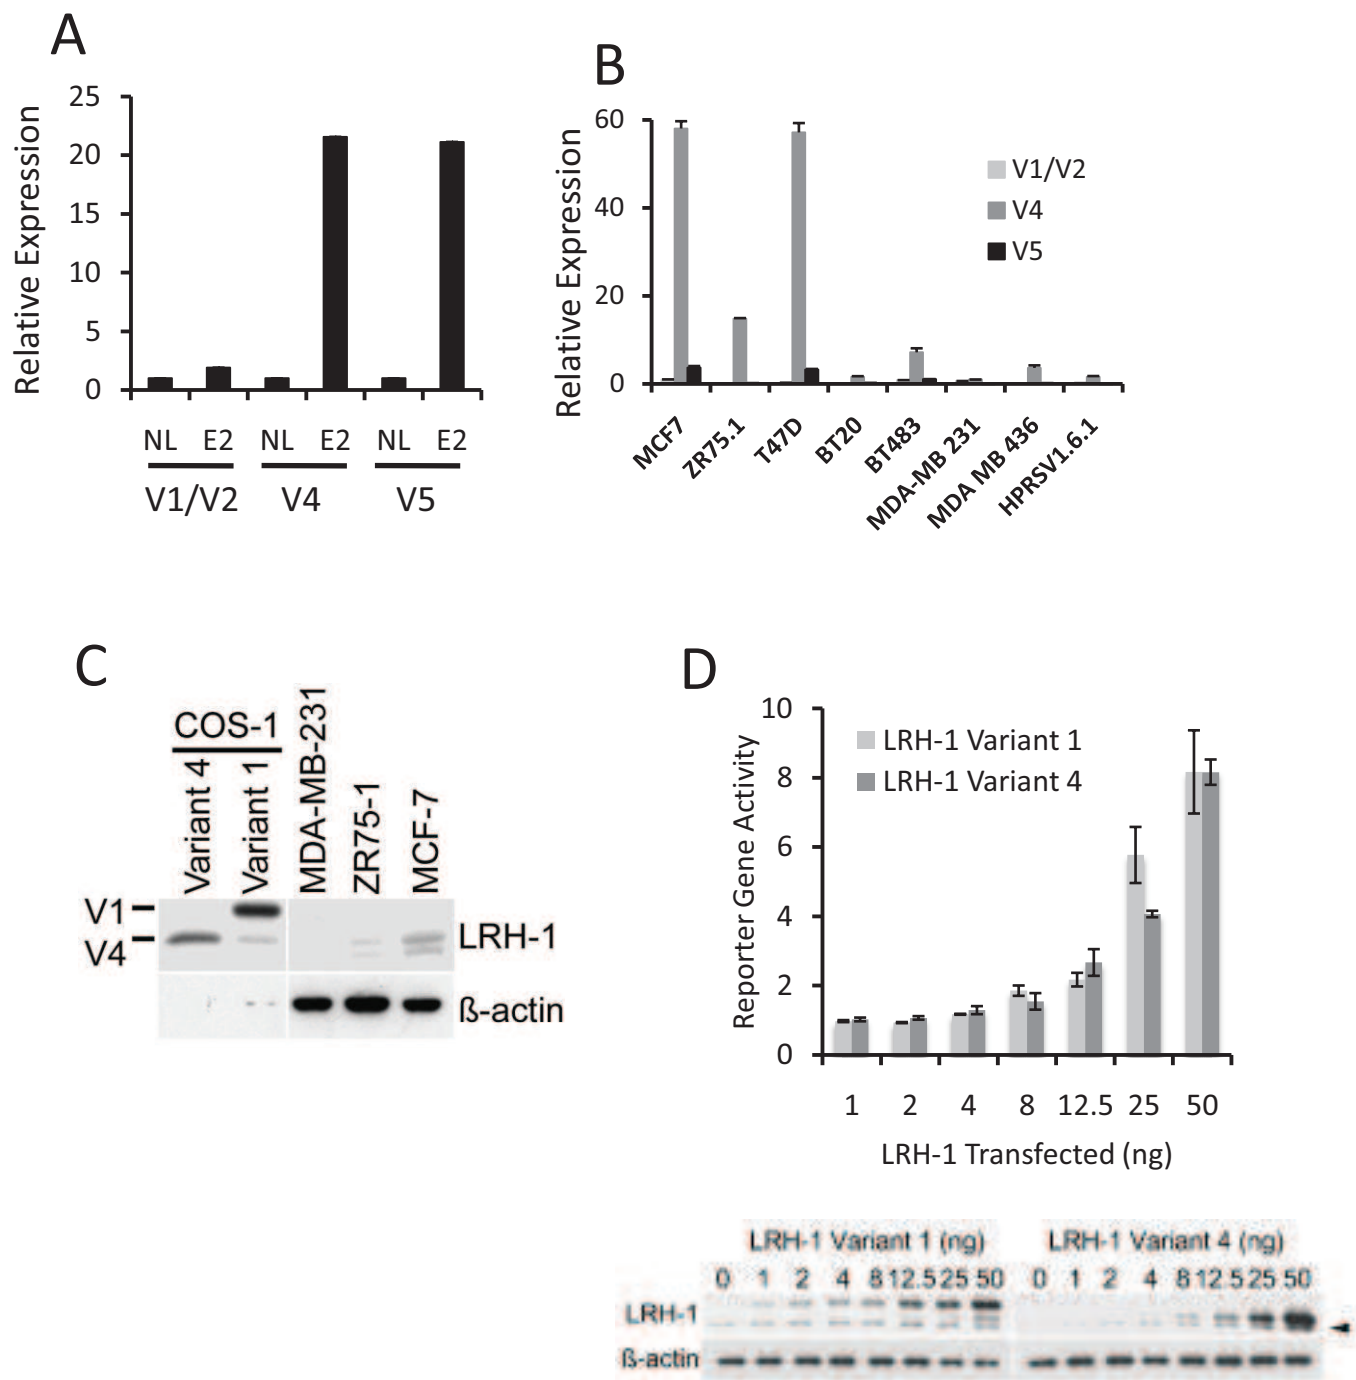 A
Relative Expression
25
20
15
10
5
0
NL E2 NL E2 NL E2
V1/V2 V4 V5
B
Relative Expression
60
40
20
0
V1/V2
V4
V5
MCF7
ZR75.1
T47D
BT20
BT483
MDA-MB 231
MDA MB 436
HPRSV1.6.1
C
COS-1
Variant 4
Variant 1
MDA-MB-231
ZR75-1
MCF-7
V1
V4
LRH-1
ß-actin
D
Reporter Gene Activity
10
8
6
4
2
0
LRH-1 Variant 1
LRH-1 Variant 4
1 2 4 8 12.5 25 50
LRH-1 Transfected (ng)
LRH-1 Variant 1 (ng) LRH-1 Variant 4 (ng)
0 1 2 4 8 12.5 25 50 0 1 2 4 8 12.5 25 50
LRH-1
ß-actin